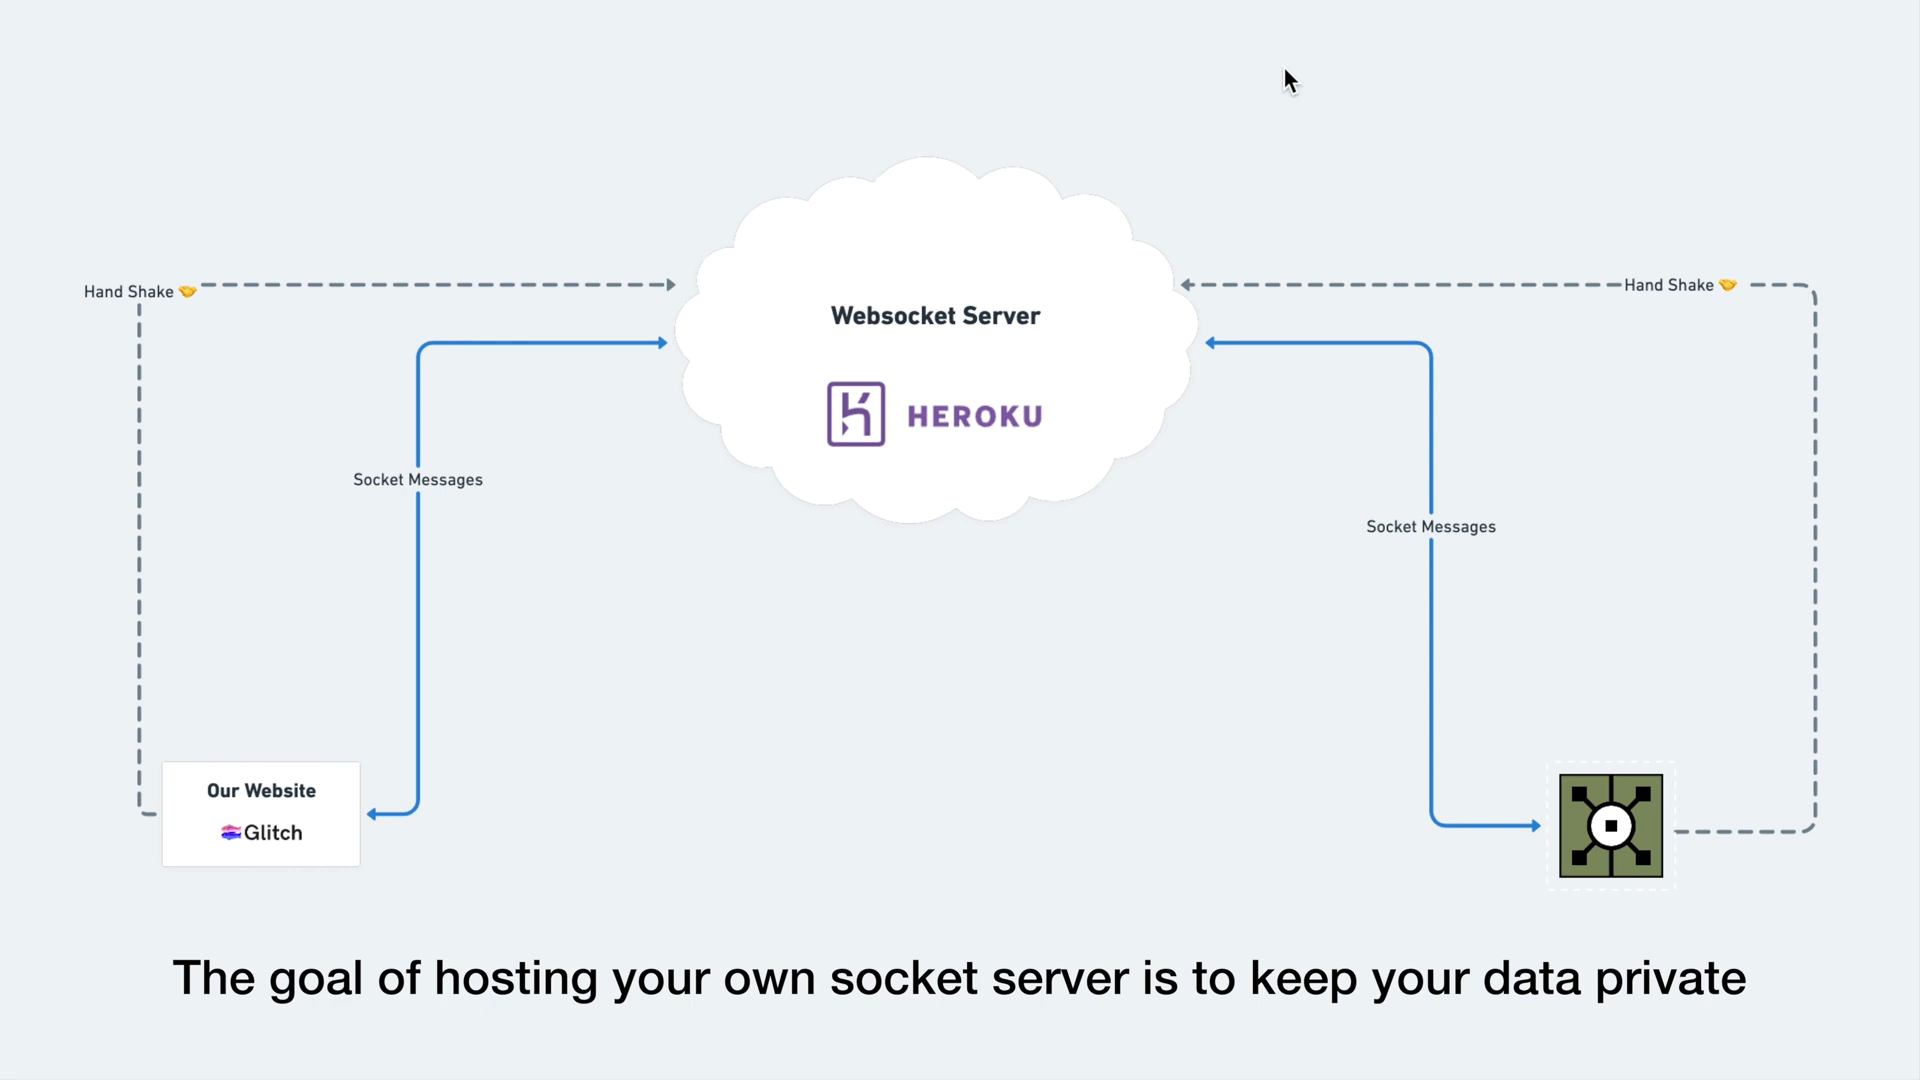 Hand Shake 🤝
Hand Shake 🤝
Websocket Server
HEROKU
Socket Messages
Socket Messages
Our Website
Glitch
The goal of hosting your own socket server is to keep your data private